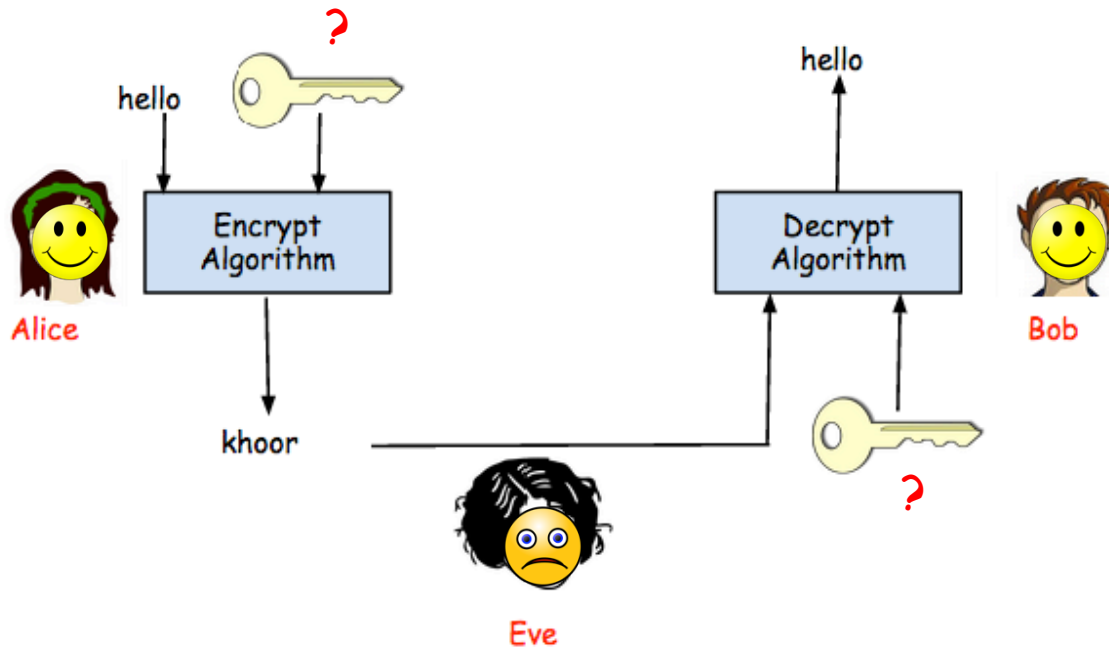 ?
hello
hello
Encrypt
Algorithm
Decrypt
Algorithm
Alice
Bob
khoor
?
Eve